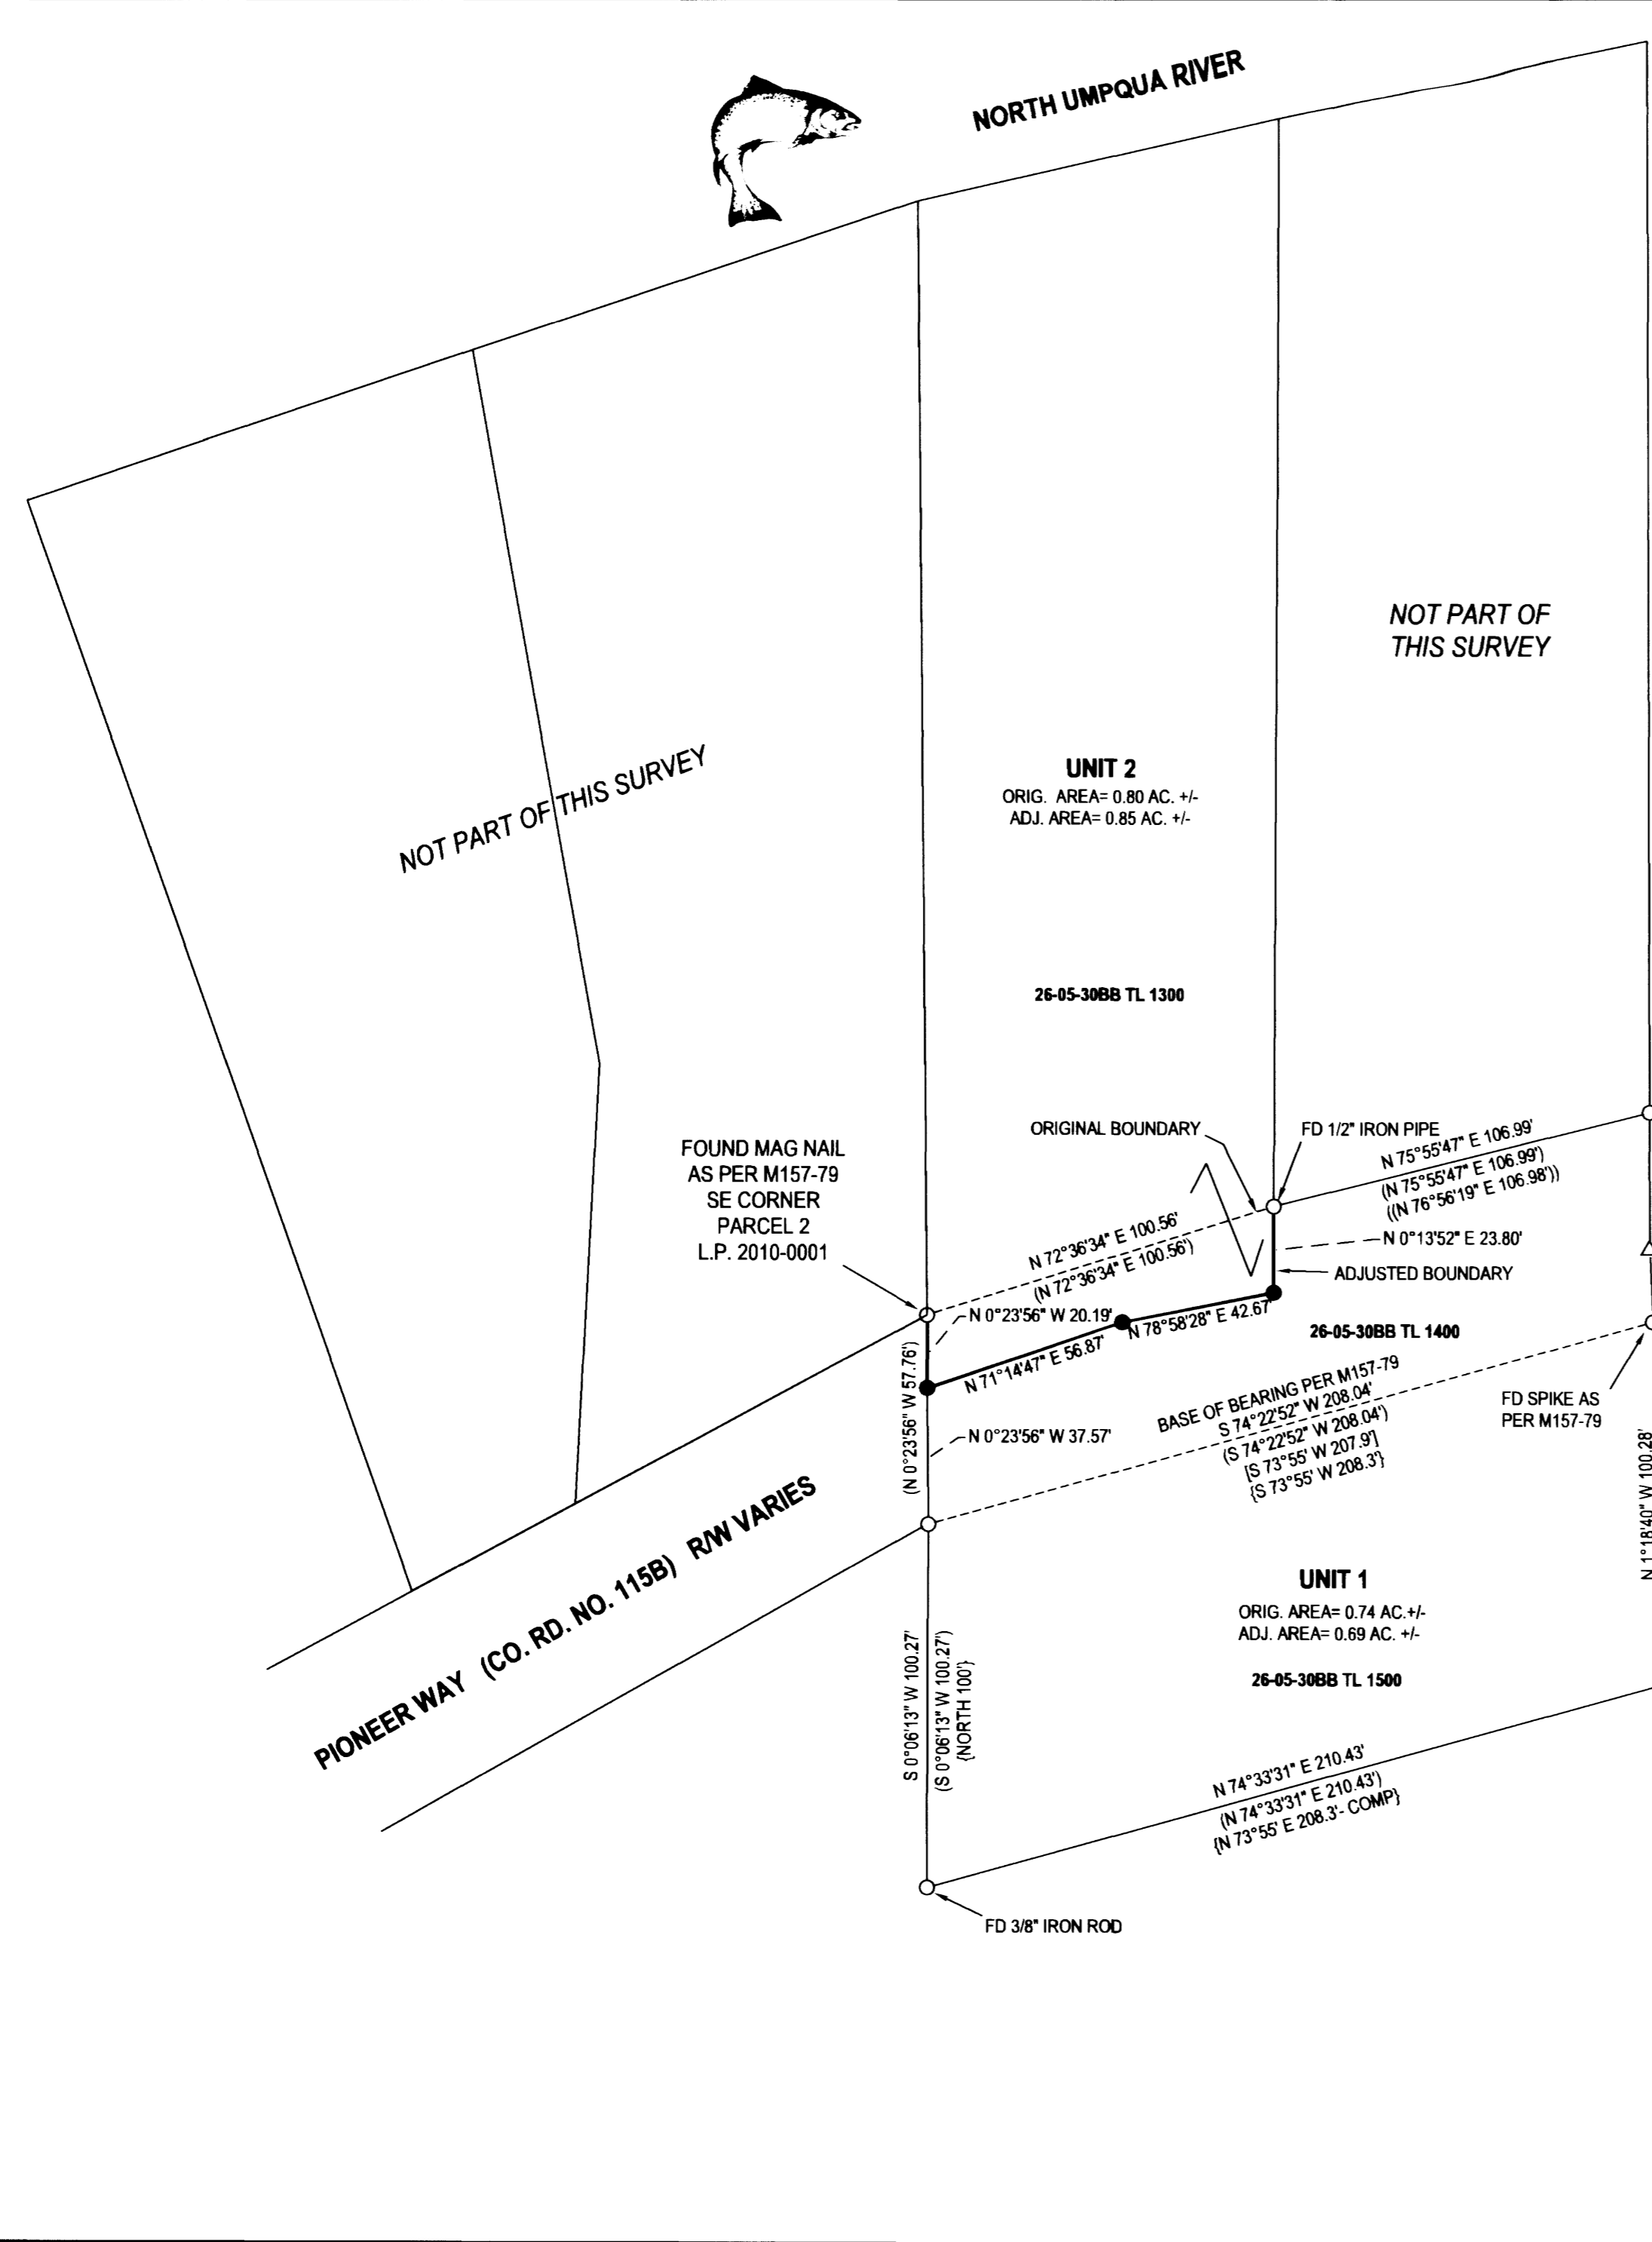 NORTH UMPQUA RIVER
NOT PART OF
THIS SURVEY
NOT PART OF THIS SURVEY
UNIT 2
ORIG. AREA= 0.80 AC. +/-
ADJ. AREA= 0.85 AC. +/-
26-05-30BB TL 1300
ORIGINAL BOUNDARY
FD 1/2" IRON PIPE
N 75°55'47" E 106.99'
(N 75°55'47" E 106.99')
((N 76°56'19" E 106.98'))
FOUND MAG NAIL
AS PER M157-79
SE CORNER
PARCEL 2
L.P. 2010-0001
N 72°36'34" E 100.56'
(N 72°36'34" E 100.56')
N 0°13'52" E 23.80'
ADJUSTED BOUNDARY
N 0°23'56" W 20.19'
N 71°14'47" E 56.87'
N 78°58'28" E 42.67'
26-05-30BB TL 1400
(N 0°23'56" W 57.76')
N 0°23'56" W 37.57'
BASE OF BEARING PER M157-79
S 74°22'52" W 208.04'
(S 74°22'52" W 208.04')
[S 73°55' W 207.9']
{S 73°55' W 208.3'}
FD SPIKE AS
PER M157-79
N 1°18'40" W 100.28'
PIONEER WAY (CO. RD. NO. 115B) R/W VARIES
UNIT 1
ORIG. AREA= 0.74 AC.+/-
ADJ. AREA= 0.69 AC. +/-
26-05-30BB TL 1500
S 0°06'13" W 100.27'
(S 0°06'13" W 100.27')
{NORTH 100'}
N 74°33'31" E 210.43'
(N 74°33'31" E 210.43')
{N 73°55' E 208.3'- COMP}
FD 3/8" IRON ROD